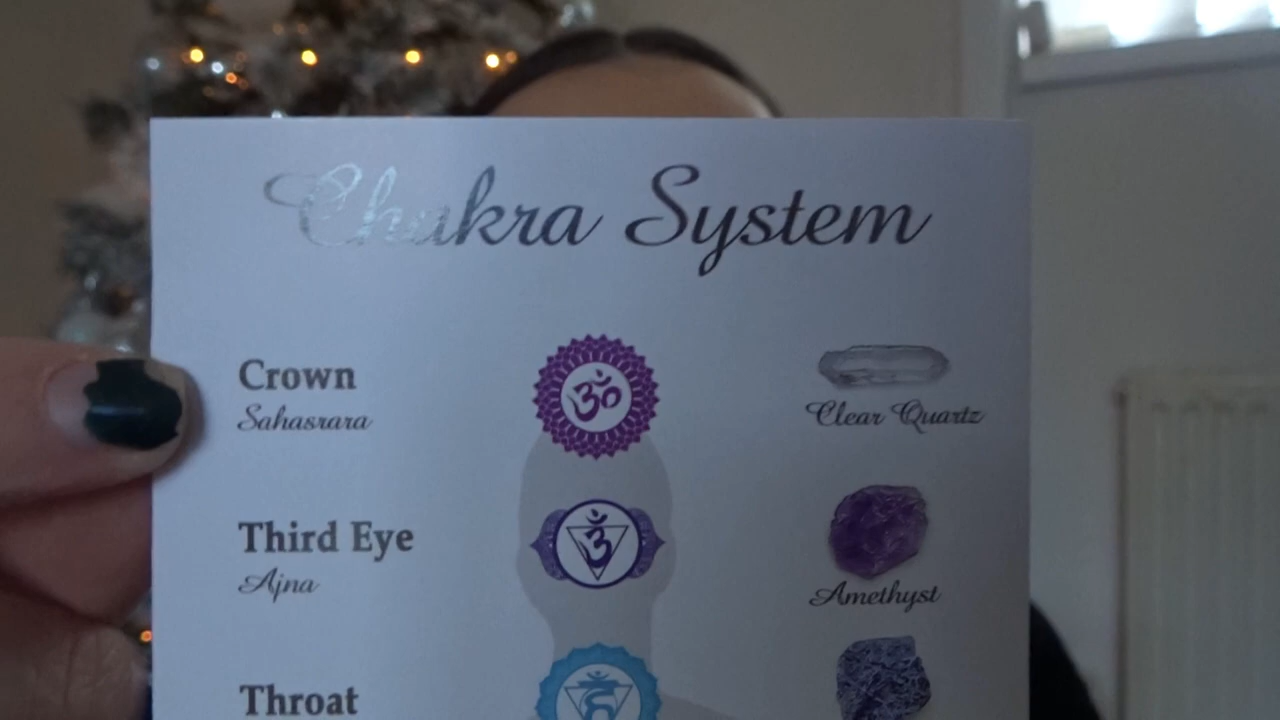 Chakra System
Crown
Sahasrara
ॐ
Clear Quartz
Third Eye
Ajna
ॐ
Amethyst
Throat
हं